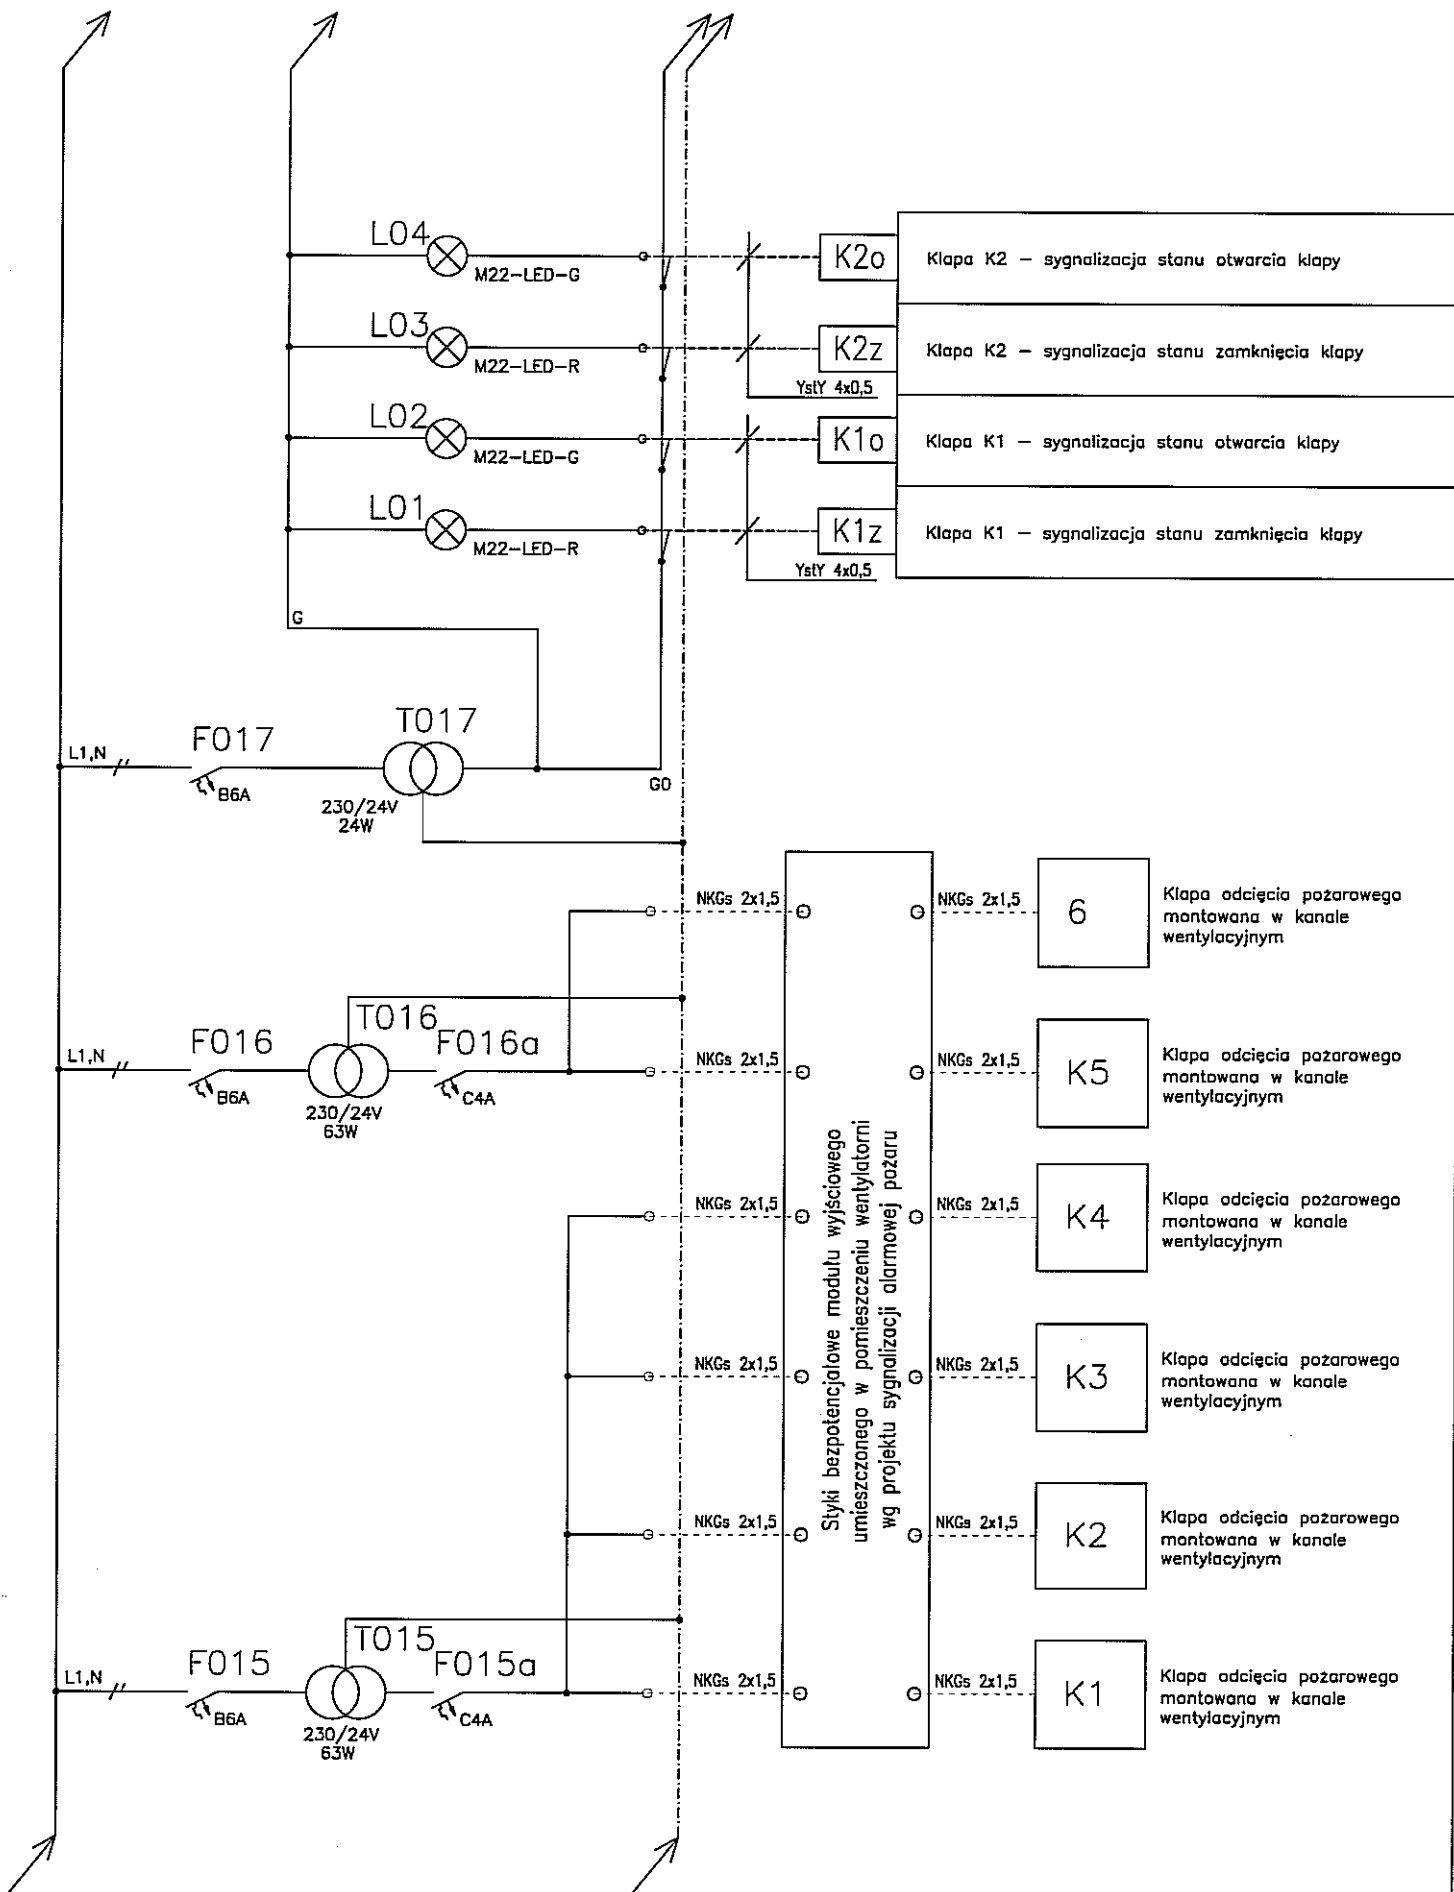 L04
M22-LED-G
K2o
Klapa K2 – sygnalizacja stanu otwarcia klapy
L03
M22-LED-R
K2z
Klapa K2 – sygnalizacja stanu zamknięcia klapy
YstY 4x0,5
L02
M22-LED-G
K1o
Klapa K1 – sygnalizacja stanu otwarcia klapy
L01
M22-LED-R
K1z
Klapa K1 – sygnalizacja stanu zamknięcia klapy
YstY 4x0,5
G
L1,N
F017
B6A
T017
230/24V
24W
G0
NKGs 2x1,5
NKGs 2x1,5
6
Klapa odcięcia pożarowego
montowana w kanale
wentylacyjnym
L1,N
F016
B6A
T016
230/24V
63W
F016a
C4A
NKGs 2x1,5
NKGs 2x1,5
K5
Klapa odcięcia pożarowego
montowana w kanale
wentylacyjnym
Styki bezpotencjałowe modułu wyjściowego
umieszczonego w pomieszczeniu wentylatorni
wg projektu sygnalizacji alarmowej pożaru
NKGs 2x1,5
NKGs 2x1,5
K4
Klapa odcięcia pożarowego
montowana w kanale
wentylacyjnym
NKGs 2x1,5
NKGs 2x1,5
K3
Klapa odcięcia pożarowego
montowana w kanale
wentylacyjnym
NKGs 2x1,5
NKGs 2x1,5
K2
Klapa odcięcia pożarowego
montowana w kanale
wentylacyjnym
L1,N
F015
B6A
T015
230/24V
63W
F015a
C4A
NKGs 2x1,5
NKGs 2x1,5
K1
Klapa odcięcia pożarowego
montowana w kanale
wentylacyjnym